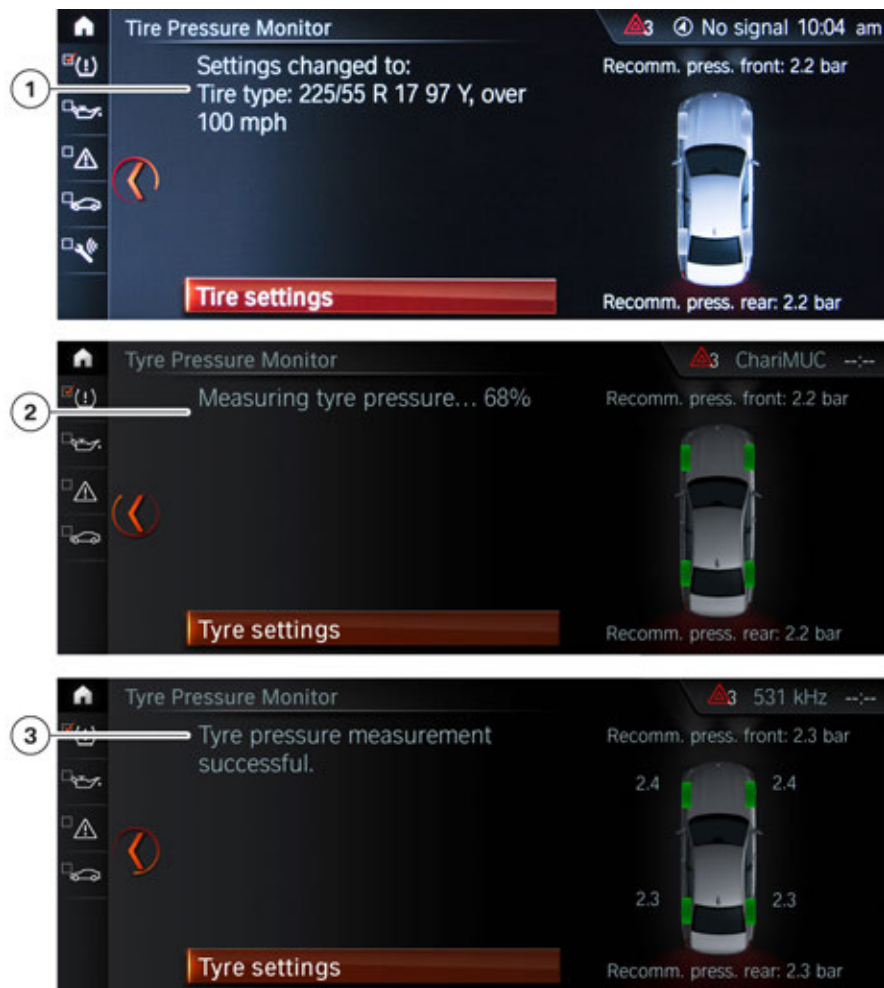 Tire Pressure Monitor
3 No signal 10:04 am
1
Settings changed to:
Tire type: 225/55 R 17 97 Y, over
100 mph
Recomm. press. front: 2.2 bar
Tire settings
Recomm. press. rear: 2.2 bar
Tyre Pressure Monitor
3 ChariMUC --:--
2
Measuring tyre pressure... 68%
Recomm. press. front: 2.2 bar
Tyre settings
Recomm. press. rear: 2.2 bar
Tyre Pressure Monitor
3 531 kHz --:--
3
Tyre pressure measurement
successful.
Recomm. press. front: 2.3 bar
2.4 2.4
2.3 2.3
Tyre settings
Recomm. press. rear: 2.3 bar